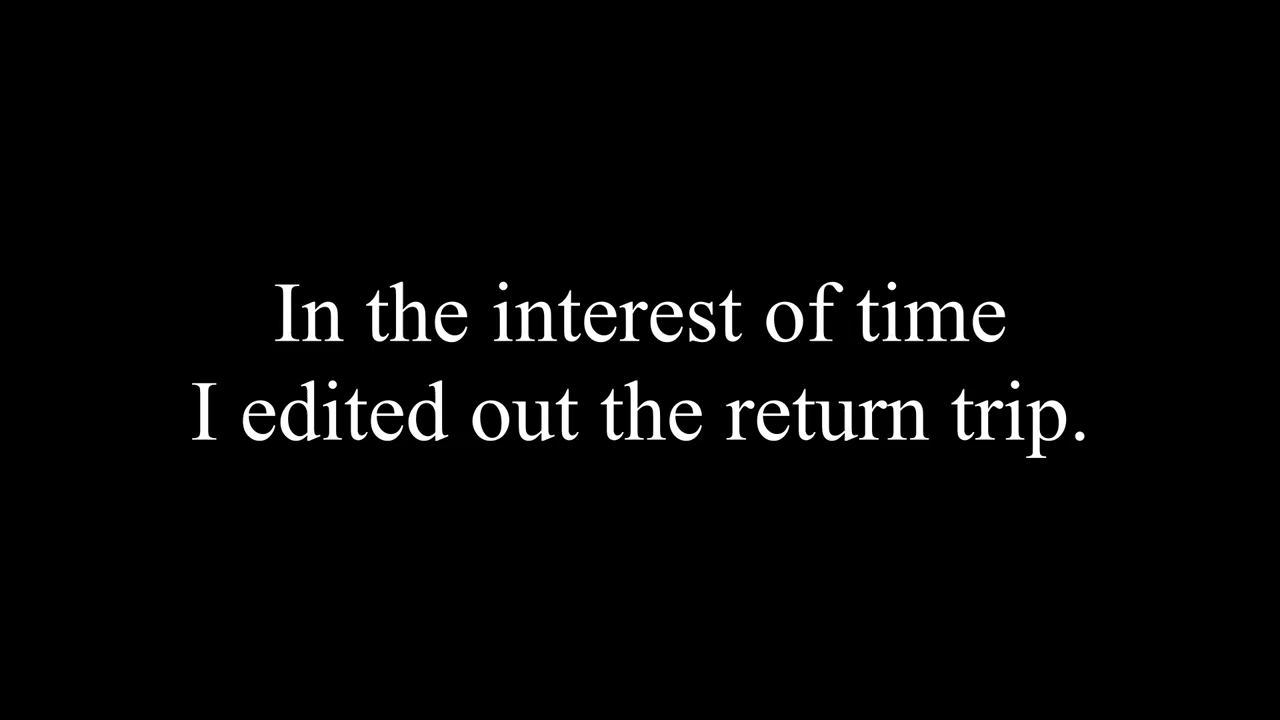 In the interest of time
I edited out the return trip.